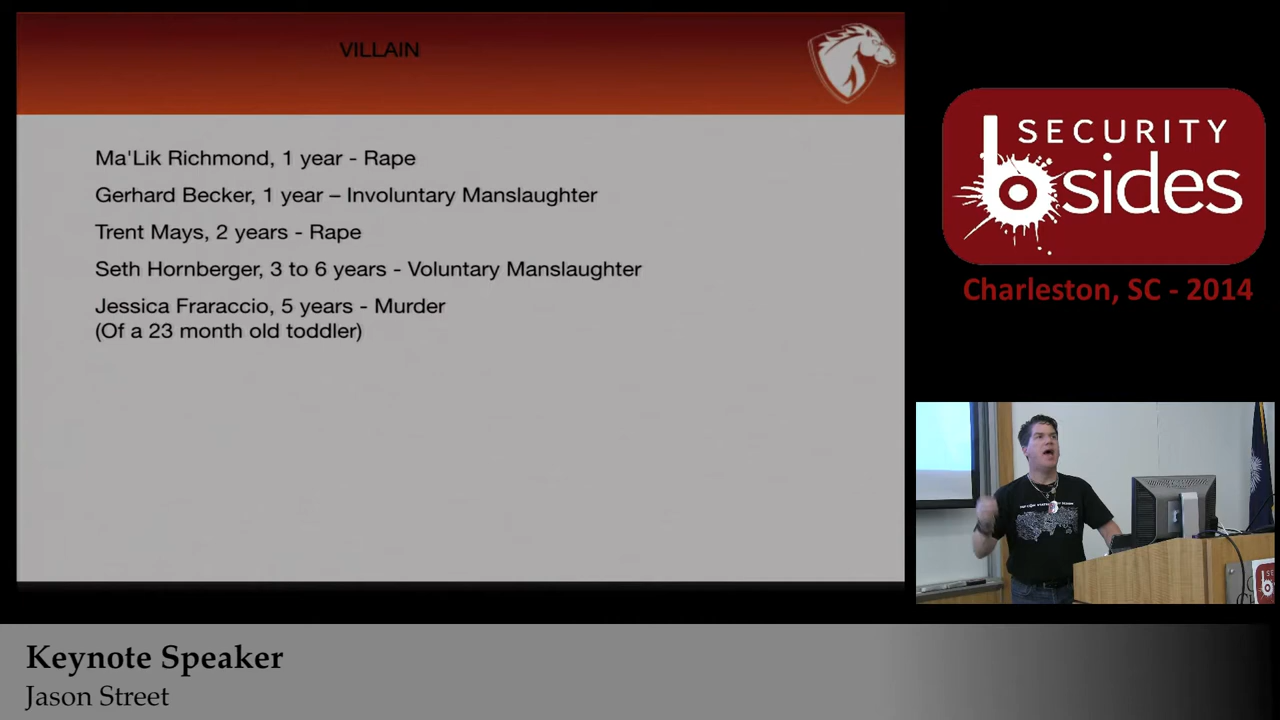 VILLAIN
Ma'Lik Richmond, 1 year - Rape
Gerhard Becker, 1 year – Involuntary Manslaughter
Trent Mays, 2 years - Rape
Seth Hornberger, 3 to 6 years - Voluntary Manslaughter
Jessica Fraraccio, 5 years - Murder
(Of a 23 month old toddler)
SECURITY
bsides
Charleston, SC - 2014
Keynote Speaker
Jason Street